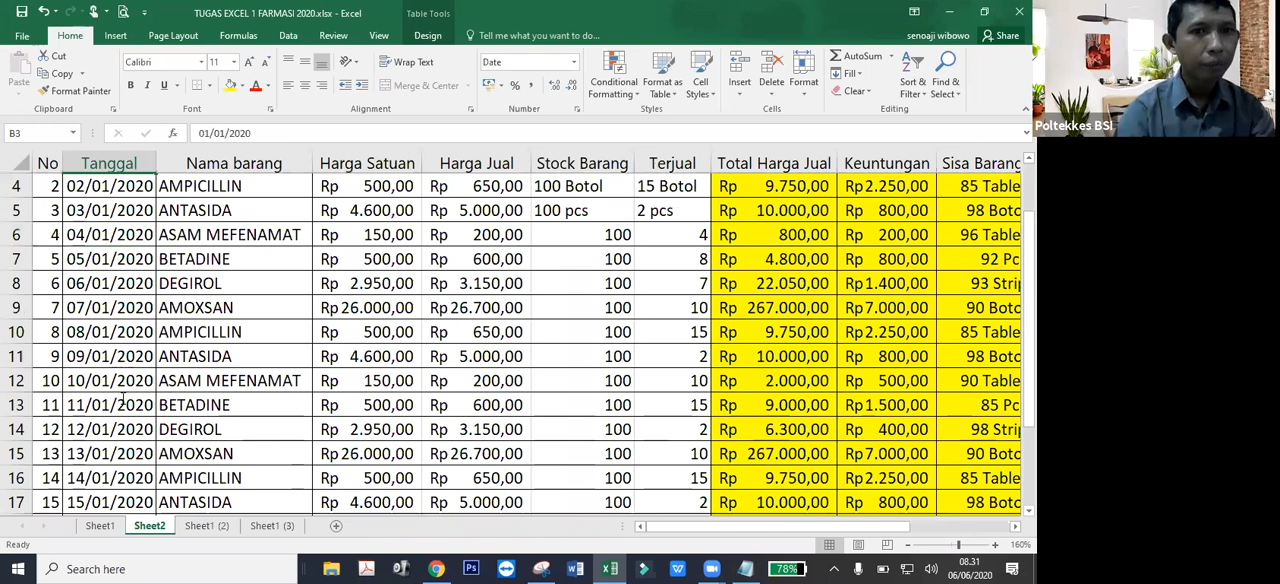 TUGAS EXCEL 1 FARMASI 2020.xlsx - Excel
Table Tools
File Home Insert Page Layout Formulas Data Review View Design Tell me what you want to do... senoaji wibowo Share
Paste Cut Copy Format Painter
Calibri 11
B I U A A A
Wrap Text
Merge & Center
Date
%
Conditional Formatting Format as Table Cell Styles Insert Delete Format
AutoSum Fill Clear Sort & Filter Find & Select
Clipboard Font Alignment Number Styles Cells Editing
B3 fx 01/01/2020
No Tanggal Nama barang Harga Satuan Harga Jual Stock Barang Terjual Total Harga Jual Keuntungan Sisa Barang
4 2 02/01/2020 AMPICILLIN Rp 500,00 Rp 650,00 100 Botol 15 Botol Rp 9.750,00 Rp 2.250,00 85 Table
5 3 03/01/2020 ANTASIDA Rp 4.600,00 Rp 5.000,00 100 pcs 2 pcs Rp 10.000,00 Rp 800,00 98 Boto
6 4 04/01/2020 ASAM MEFENAMAT Rp 150,00 Rp 200,00 100 4 Rp 800,00 Rp 200,00 96 Table
7 5 05/01/2020 BETADINE Rp 500,00 Rp 600,00 100 8 Rp 4.800,00 Rp 800,00 92 Pc
8 6 06/01/2020 DEGIROL Rp 2.950,00 Rp 3.150,00 100 7 Rp 22.050,00 Rp 1.400,00 93 Strip
9 7 07/01/2020 AMOXSAN Rp 26.000,00 Rp 26.700,00 100 10 Rp 267.000,00 Rp 7.000,00 90 Boto
10 8 08/01/2020 AMPICILLIN Rp 500,00 Rp 650,00 100 15 Rp 9.750,00 Rp 2.250,00 85 Table
11 9 09/01/2020 ANTASIDA Rp 4.600,00 Rp 5.000,00 100 2 Rp 10.000,00 Rp 800,00 98 Boto
12 10 10/01/2020 ASAM MEFENAMAT Rp 150,00 Rp 200,00 100 10 Rp 2.000,00 Rp 500,00 90 Table
13 11 11/01/2020 BETADINE Rp 500,00 Rp 600,00 100 15 Rp 9.000,00 Rp 1.500,00 85 Pc
14 12 12/01/2020 DEGIROL Rp 2.950,00 Rp 3.150,00 100 2 Rp 6.300,00 Rp 400,00 98 Strip
15 13 13/01/2020 AMOXSAN Rp 26.000,00 Rp 26.700,00 100 10 Rp 267.000,00 Rp 7.000,00 90 Boto
16 14 14/01/2020 AMPICILLIN Rp 500,00 Rp 650,00 100 15 Rp 9.750,00 Rp 2.250,00 85 Table
17 15 15/01/2020 ANTASIDA Rp 4.600,00 Rp 5.000,00 100 2 Rp 10.000,00 Rp 800,00 98 Boto
Sheet1 Sheet2 Sheet1 (2) Sheet1 (3)
Ready 160%
Search here 78% 08.31
06/06/2020
Poltekkes BSI